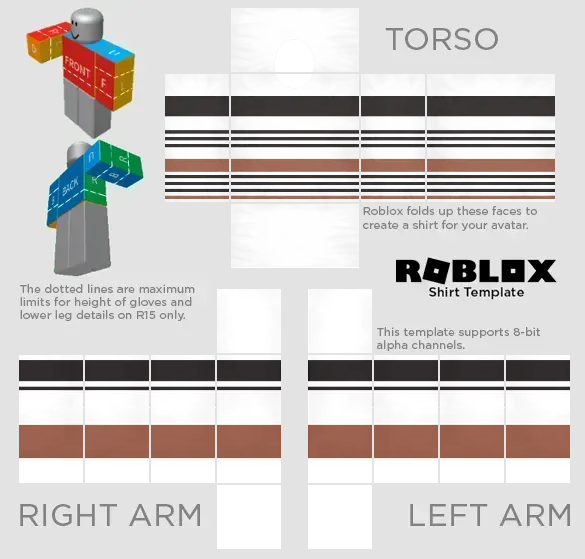 TORSO
FRONT
F
L
U
R
BACK
Roblox folds up these faces to
create a shirt for your avatar.
ROBLOX
Shirt Template
The dotted lines are maximum
limits for height of gloves and
lower leg details on R15 only.
This template supports 8-bit
alpha channels.
RIGHT ARM
LEFT ARM